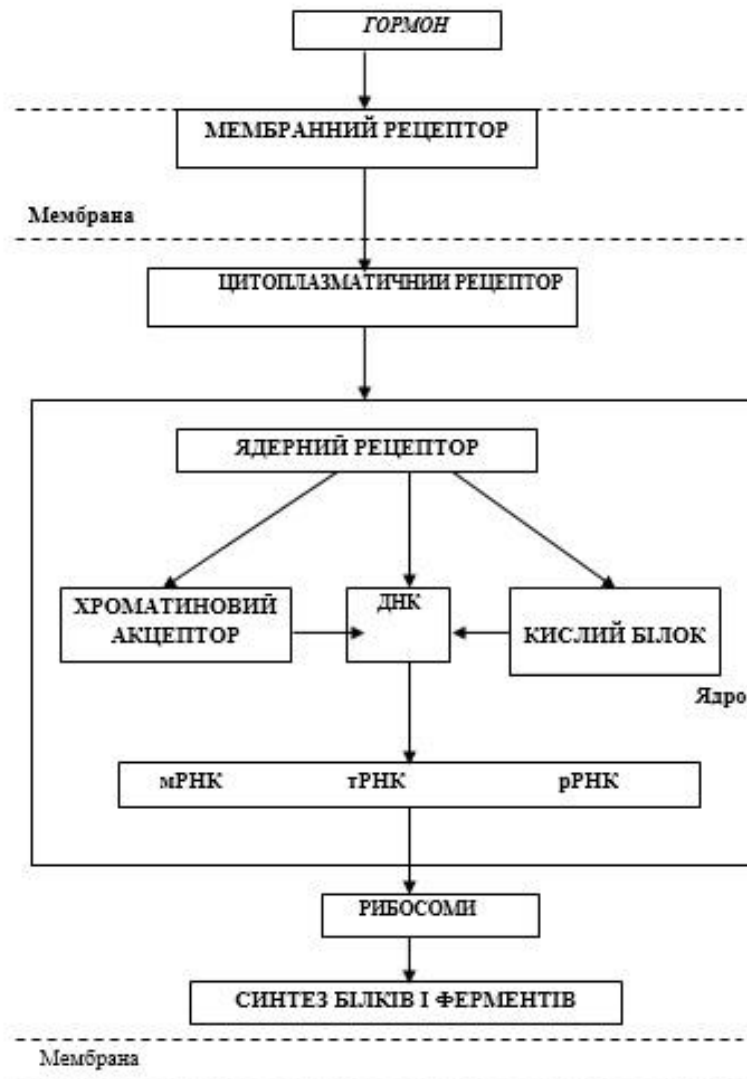 ГОРМОН
МЕМБРАННИЙ РЕЦЕПТОР
Мембрана
ЦИТОПЛАЗМАТИЧНИИ РЕЦЕПТОР
ЯДЕРНИЙ РЕЦЕПТОР
ХРОМАТИНОВИЙ
АКЦЕПТОР
ДНК
КИСЛИЙ БІЛОК
Ядро
мРНК тРНК рРНК
РИБОСОМИ
СИНТЕЗ БІЛКІВ І ФЕРМЕНТІВ
Мембрана